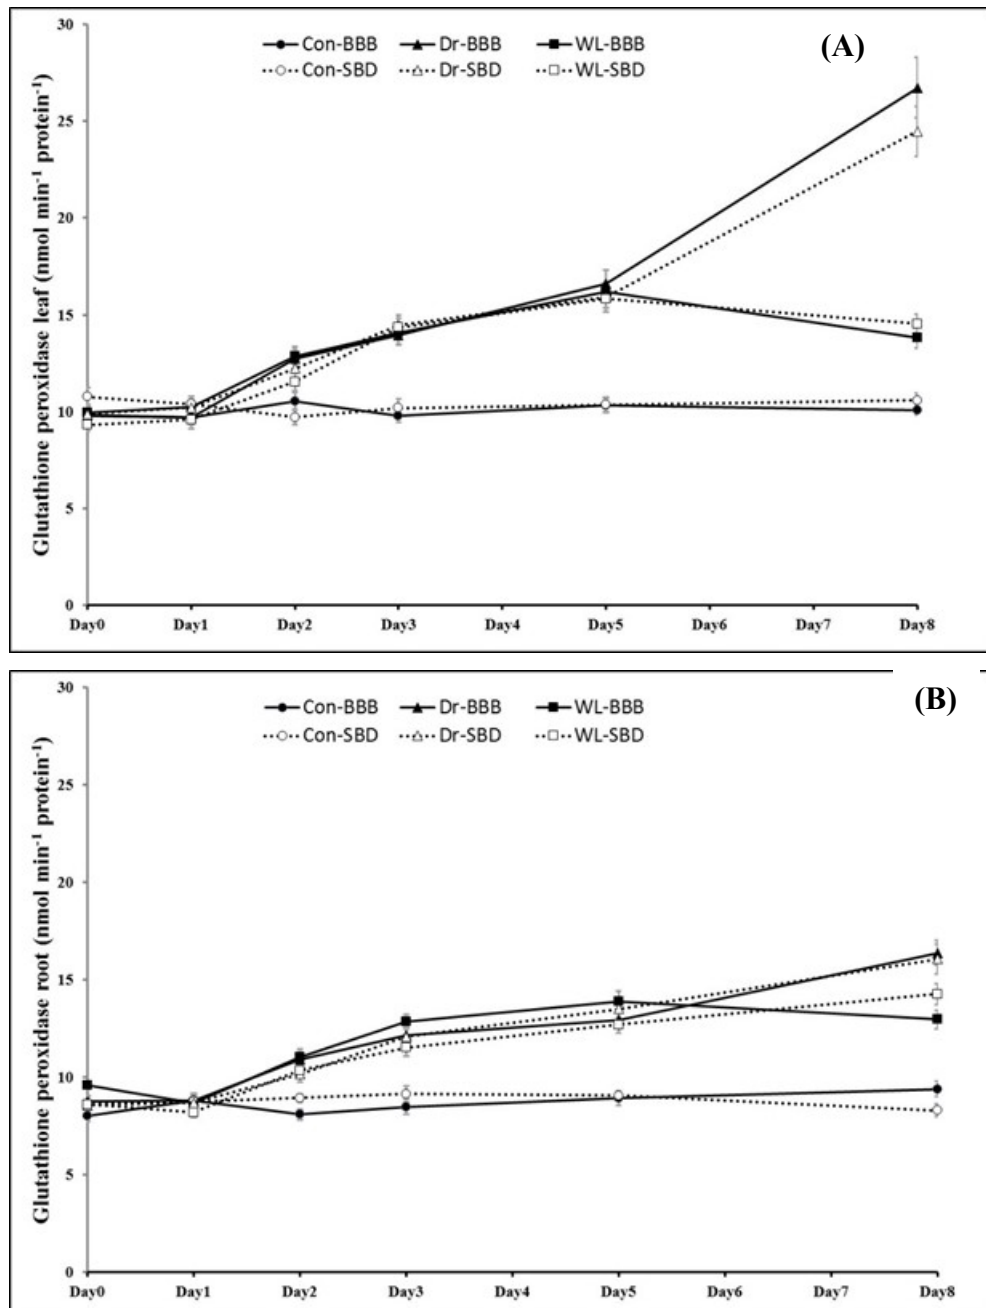 30
(A)
Con-BBB Dr-BBB WL-BBB
Con-SBD Dr-SBD WL-SBD
25
20
15
10
5
0
Glutathione peroxidase leaf (nmol min⁻¹ protein⁻¹)
Day0 Day1 Day2 Day3 Day4 Day5 Day6 Day7 Day8
30
(B)
Con-BBB Dr-BBB WL-BBB
Con-SBD Dr-SBD WL-SBD
25
20
15
10
5
0
Glutathione peroxidase root (nmol min⁻¹ protein⁻¹)
Day0 Day1 Day2 Day3 Day4 Day5 Day6 Day7 Day8